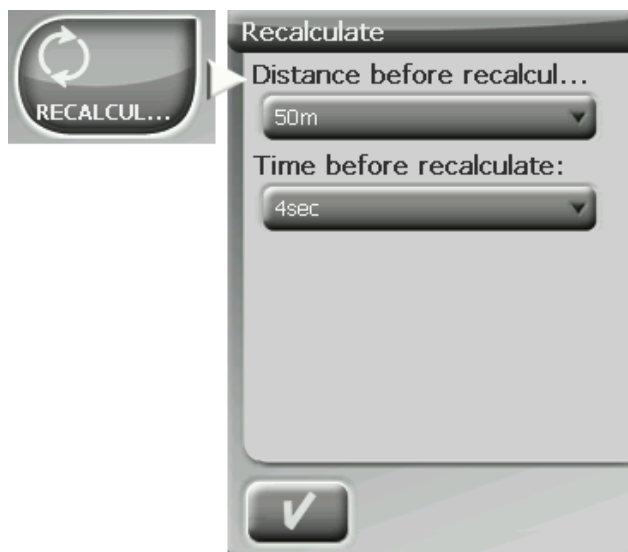 RECALCUL...
Recalculate
Distance before recalcul...
50m
Time before recalculate:
4sec